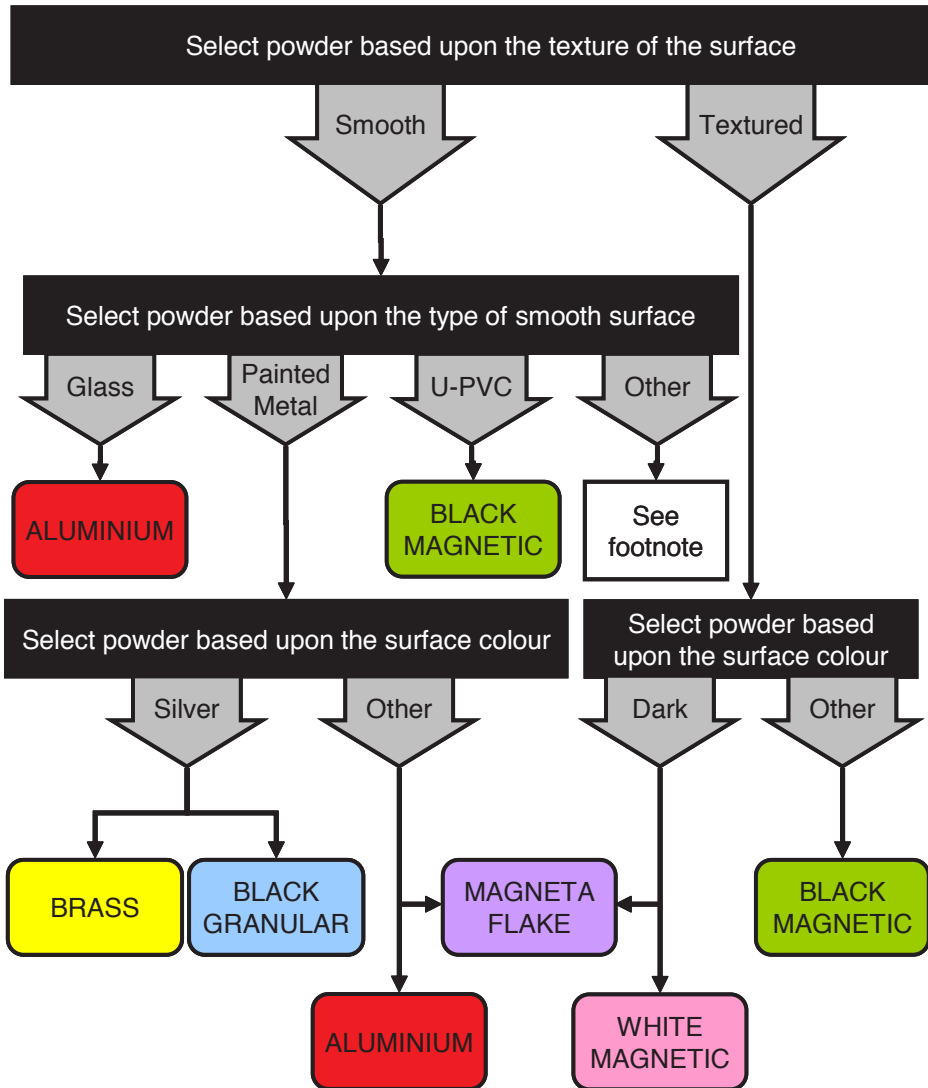 Select powder based upon the texture of the surface
Smooth
Textured
Select powder based upon the type of smooth surface
Glass
Painted
Metal
U-PVC
Other
ALUMINIUM
BLACK
MAGNETIC
See
footnote
Select powder based upon the surface colour
Select powder based
upon the surface colour
Silver
Other
Dark
Other
BRASS
BLACK
GRANULAR
MAGNETA
FLAKE
BLACK
MAGNETIC
ALUMINIUM
WHITE
MAGNETIC